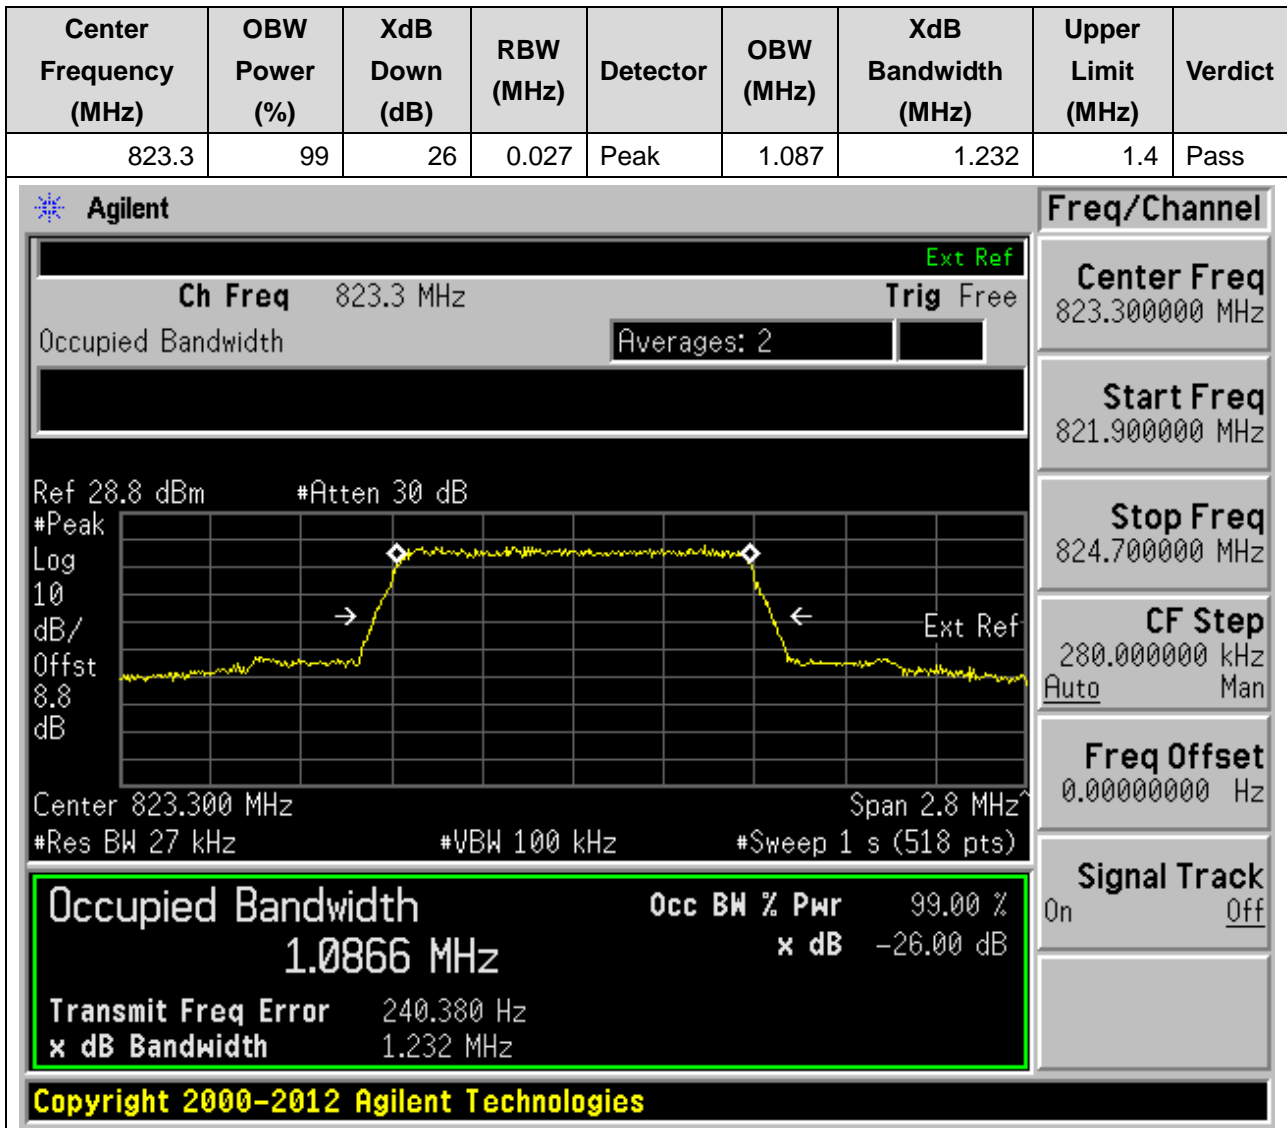 Center Frequency (MHz) OBW Power (%) XdB Down (dB) RBW (MHz) Detector OBW (MHz) XdB Bandwidth (MHz) Upper Limit (MHz) Verdict
823.3 99 26 0.027 Peak 1.087 1.232 1.4 Pass
Agilent
Ext Ref
Ch Freq 823.3 MHz Trig Free
Occupied Bandwidth Averages: 2
Ref 28.8 dBm #Atten 30 dB
#Peak
Log
10
dB/
Offst
8.8
dB
Ext Ref
Center 823.300 MHz Span 2.8 MHz^
#Res BW 27 kHz #VBW 100 kHz #Sweep 1 s (518 pts)
Occupied Bandwidth Occ BW % Pwr 99.00 %
1.0866 MHz x dB -26.00 dB
Transmit Freq Error 240.380 Hz
x dB Bandwidth 1.232 MHz
Copyright 2000-2012 Agilent Technologies
Freq/Channel
Center Freq
823.300000 MHz
Start Freq
821.900000 MHz
Stop Freq
824.700000 MHz
CF Step
280.000000 kHz
Auto Man
Freq Offset
0.00000000 Hz
Signal Track
On Off